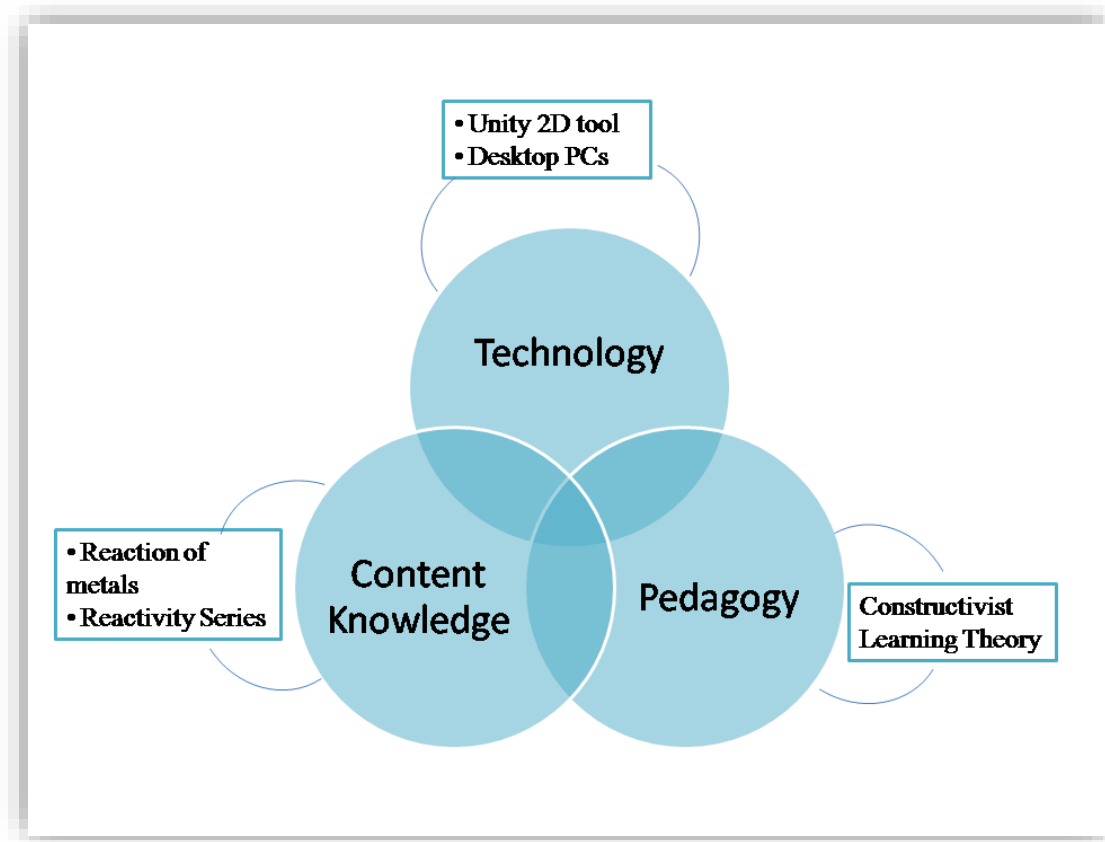 • Unity 2D tool
• Desktop PCs
Technology
• Reaction of
metals
• Reactivity Series
Content
Knowledge
Pedagogy
Constructivist
Learning Theory